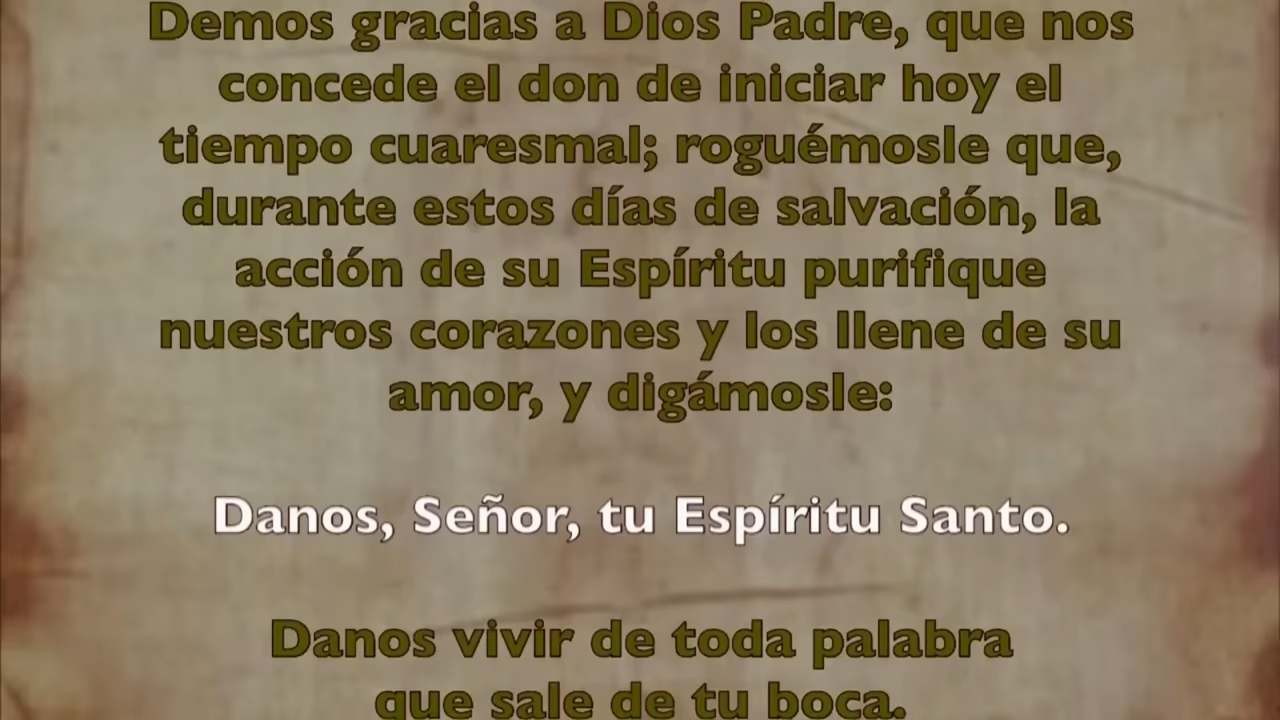 Demos gracias a Dios Padre, que nos
concede el don de iniciar hoy el
tiempo cuaresmal; roguémosle que,
durante estos días de salvación, la
acción de su Espíritu purifique
nuestros corazones y los llene de su
amor, y digámosle:
Danos, Señor, tu Espíritu Santo.
Danos vivir de toda palabra
que sale de tu boca.